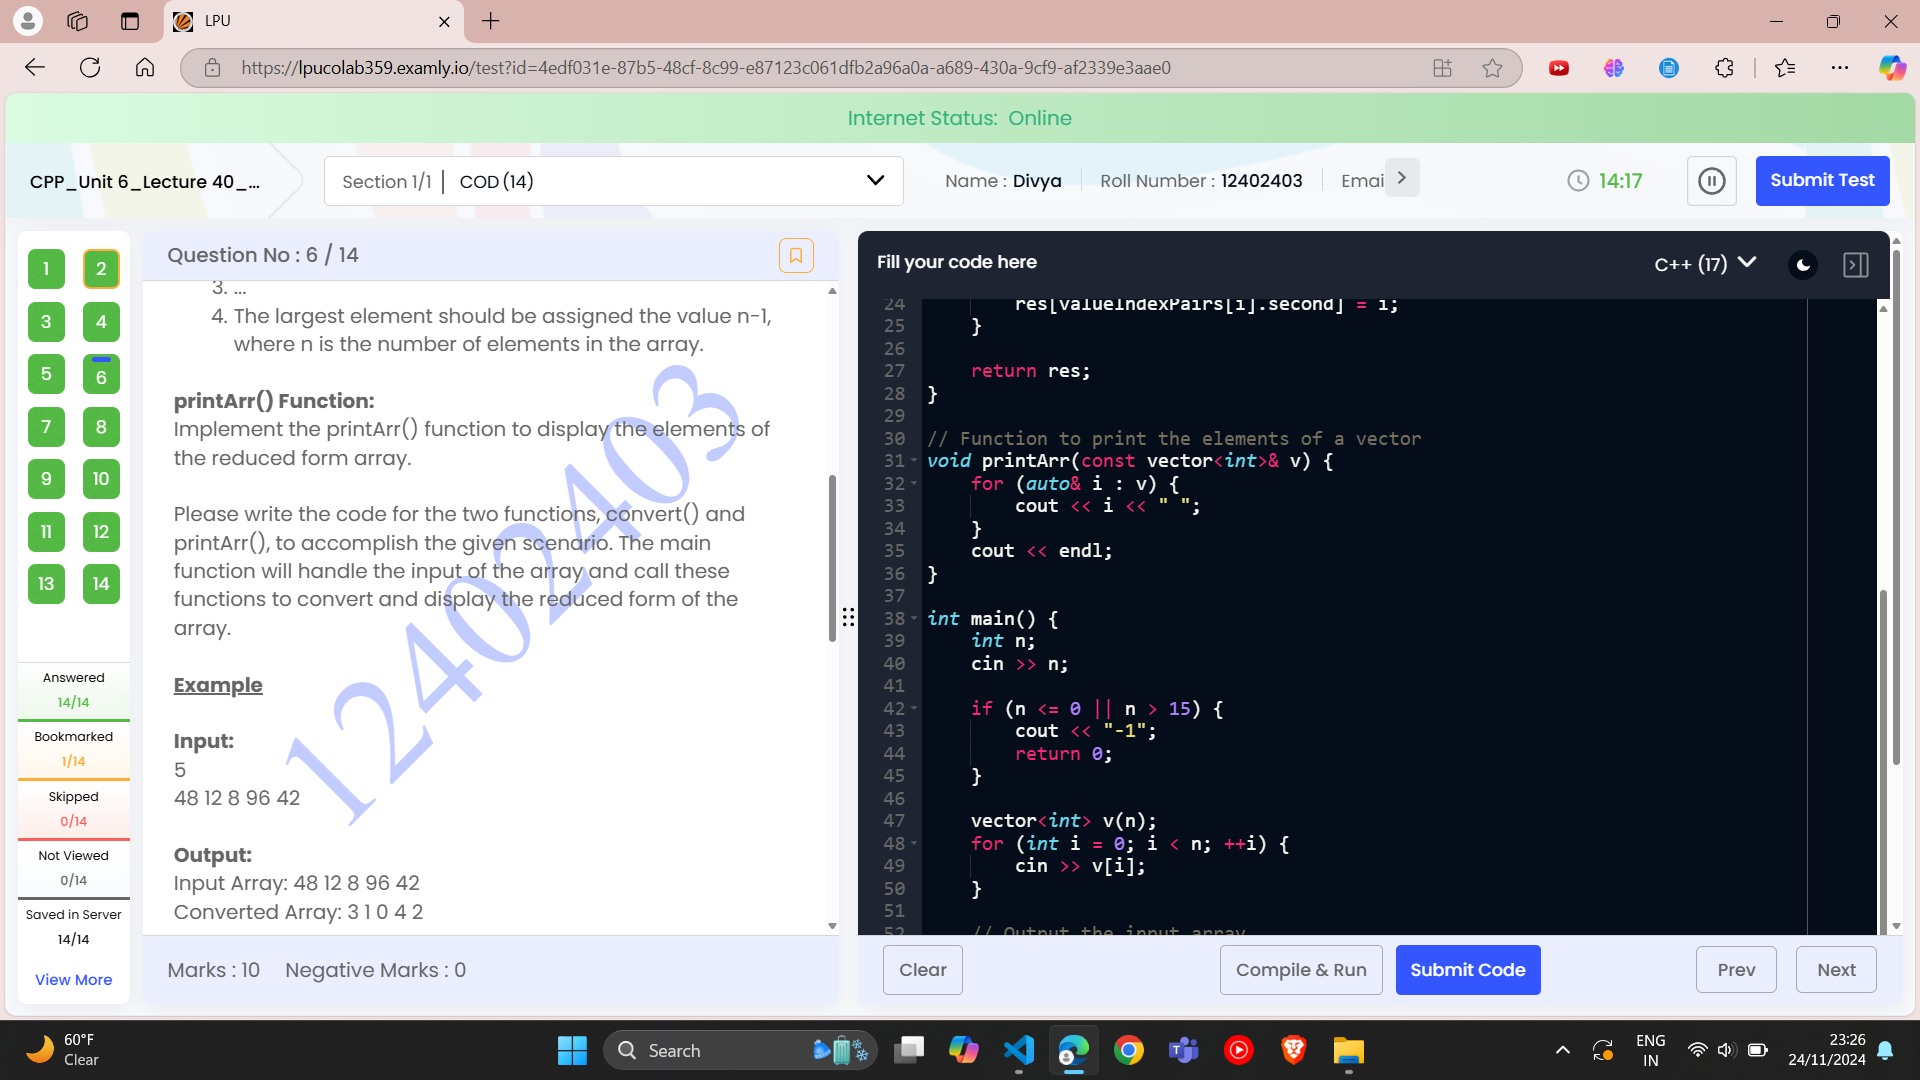 LPU
https://lpucolab359.examly.io/test?id=4edf031e-87b5-48cf-8c99-e87123c061dfb2a96a0a-a689-430a-9cf9-af2339e3aae0
Internet Status: Online
CPP_Unit 6_Lecture 40_...
Section 1/1 | COD (14)
Name : Divya
Roll Number : 12402403
Emai
14:17
Submit Test
1 2
3 4
5 6
7 8
9 10
11 12
13 14
Answered
14/14
Bookmarked
1/14
Skipped
0/14
Not Viewed
0/14
Saved in Server
14/14
View More
Question No : 6 / 14
3. ...
4. The largest element should be assigned the value n-1,
where n is the number of elements in the array.
printArr() Function:
Implement the printArr() function to display the elements of
the reduced form array.
Please write the code for the two functions, convert() and
printArr(), to accomplish the given scenario. The main
function will handle the input of the array and call these
functions to convert and display the reduced form of the
array.
Example
Input:
5
48 12 8 96 42
Output:
Input Array: 48 12 8 96 42
Converted Array: 3 1 0 4 2
12402403
Marks : 10
Negative Marks : 0
Fill your code here
C++ (17)
24 res[valueIndexPairs[i].second] = i;
25 }
26
27 return res;
28 }
29
30 // Function to print the elements of a vector
31 void printArr(const vector<int>& v) {
32 for (auto& i : v) {
33 cout << i << " ";
34 }
35 cout << endl;
36 }
37
38 int main() {
39 int n;
40 cin >> n;
41
42 if (n <= 0 || n > 15) {
43 cout << "-1";
44 return 0;
45 }
46
47 vector<int> v(n);
48 for (int i = 0; i < n; ++i) {
49 cin >> v[i];
50 }
51
52 // Output the input array
Clear
Compile & Run
Submit Code
Prev
Next
60°F
Clear
Search
ENG
IN
23:26
24/11/2024